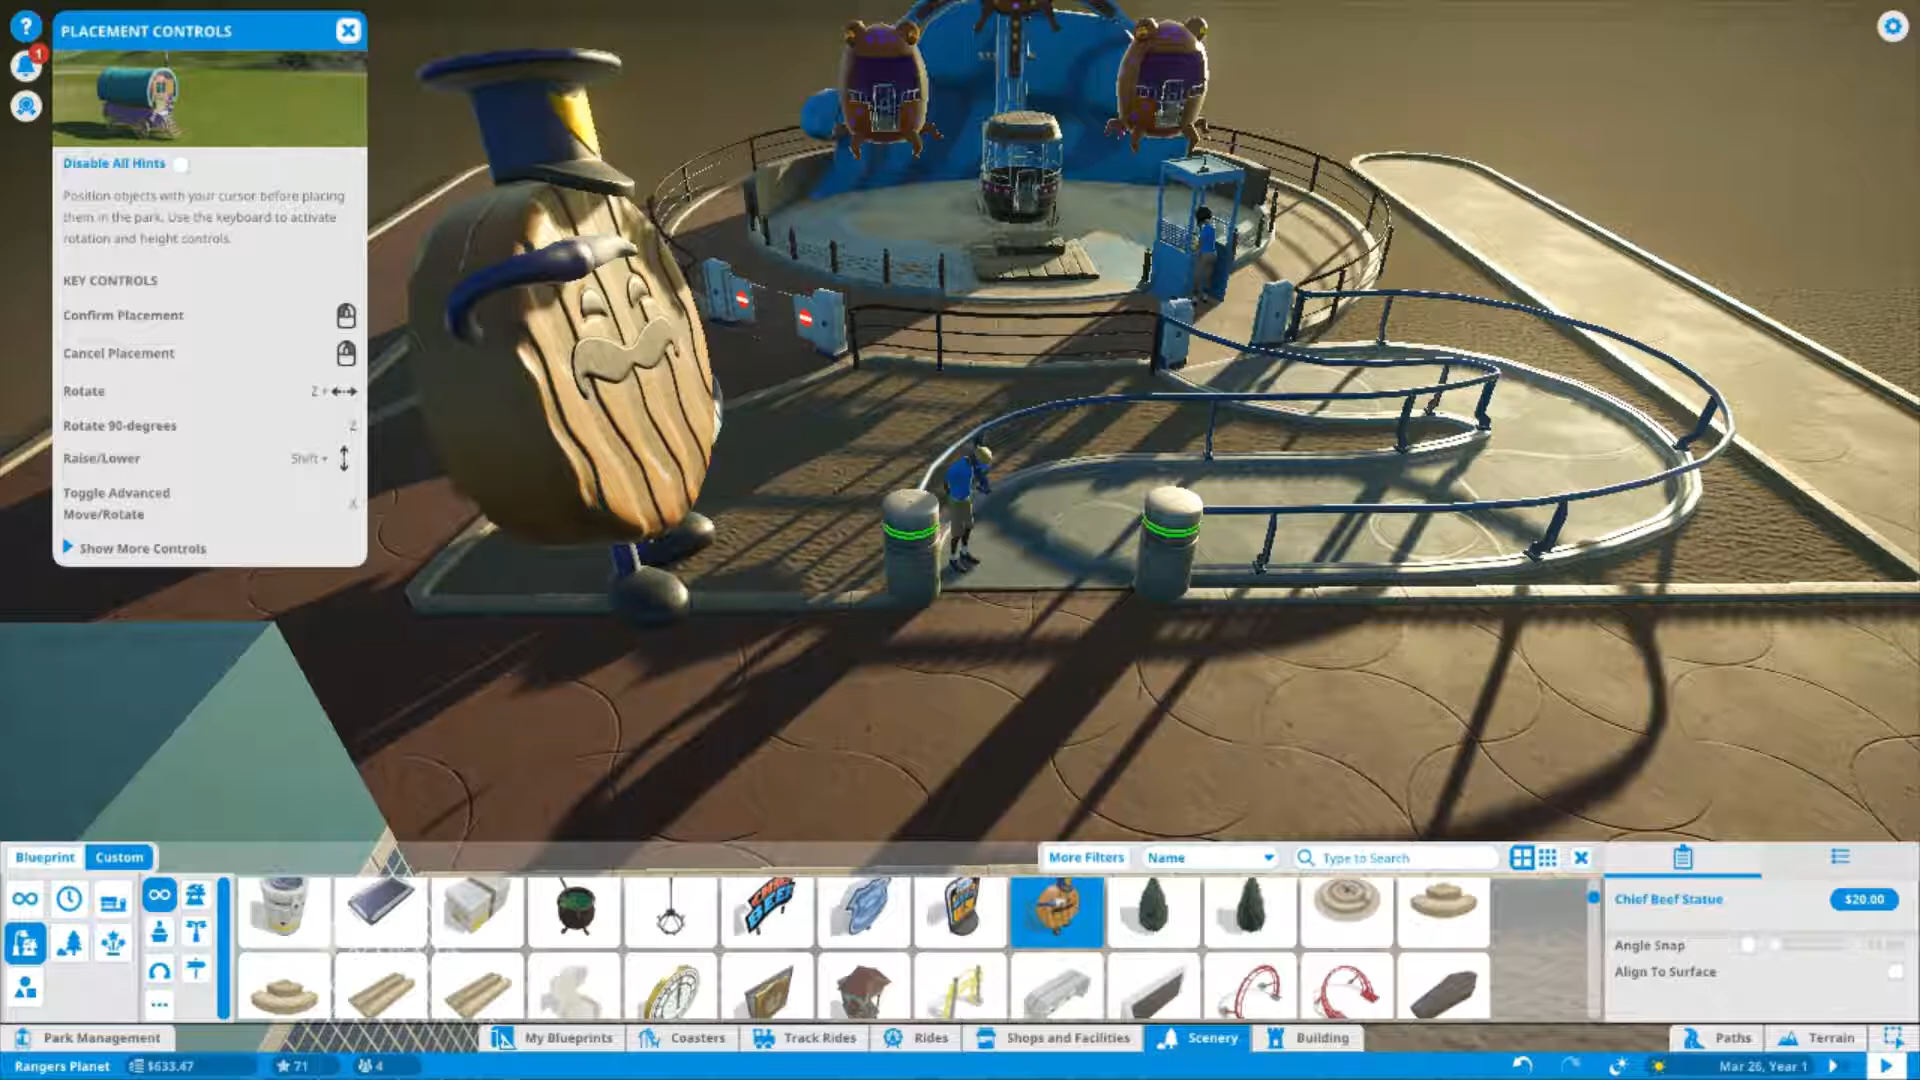 ?
PLACEMENT CONTROLS
1
Disable All Hints
Position objects with your cursor before placing
them in the park. Use the keyboard to activate
rotation and height controls.
KEY CONTROLS
Confirm Placement
Cancel Placement
Rotate
Z +
Rotate 90-degrees
Z
Raise/Lower
Shift +
Toggle Advanced
Move/Rotate
X
Show More Controls
Blueprint
Custom
More Filters
Name
Type to Search
CHIEF
BEEF
Chief Beef Statue
$20.00
Angle Snap
Align To Surface
Park Management
My Blueprints
Coasters
Track Rides
Rides
Shops and Facilities
Scenery
Building
Paths
Terrain
Rangers Planet
$633.47
71
4
Mar 26, Year 1